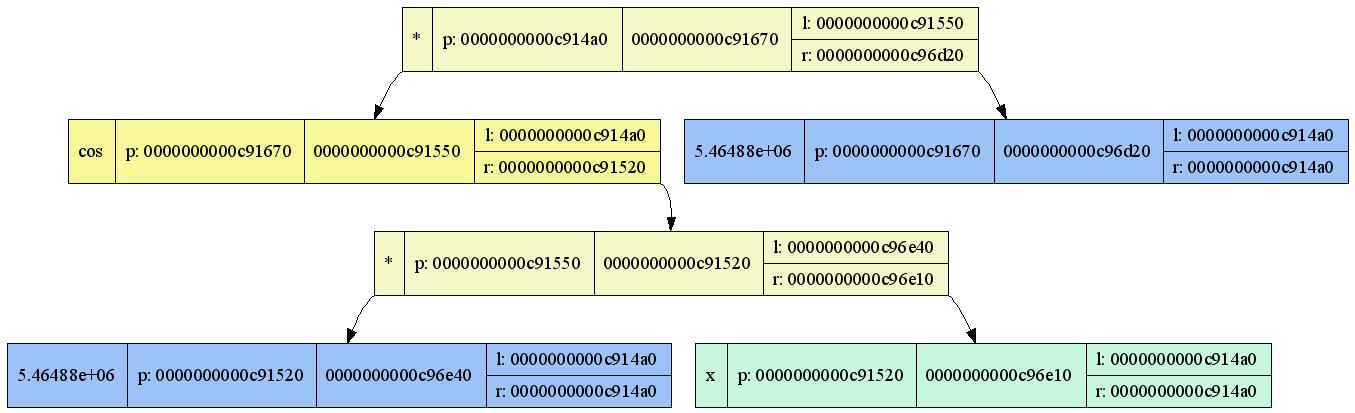 * p: 0000000000c914a0 0000000000c91670 l: 0000000000c91550
r: 0000000000c96d20
cos p: 0000000000c91670 0000000000c91550 l: 0000000000c914a0
r: 0000000000c91520
5.46488e+06 p: 0000000000c91670 0000000000c96d20 l: 0000000000c914a0
r: 0000000000c914a0
* p: 0000000000c91550 0000000000c91520 l: 0000000000c96e40
r: 0000000000c96e10
5.46488e+06 p: 0000000000c91520 0000000000c96e40 l: 0000000000c914a0
r: 0000000000c914a0
x p: 0000000000c91520 0000000000c96e10 l: 0000000000c914a0
r: 0000000000c914a0